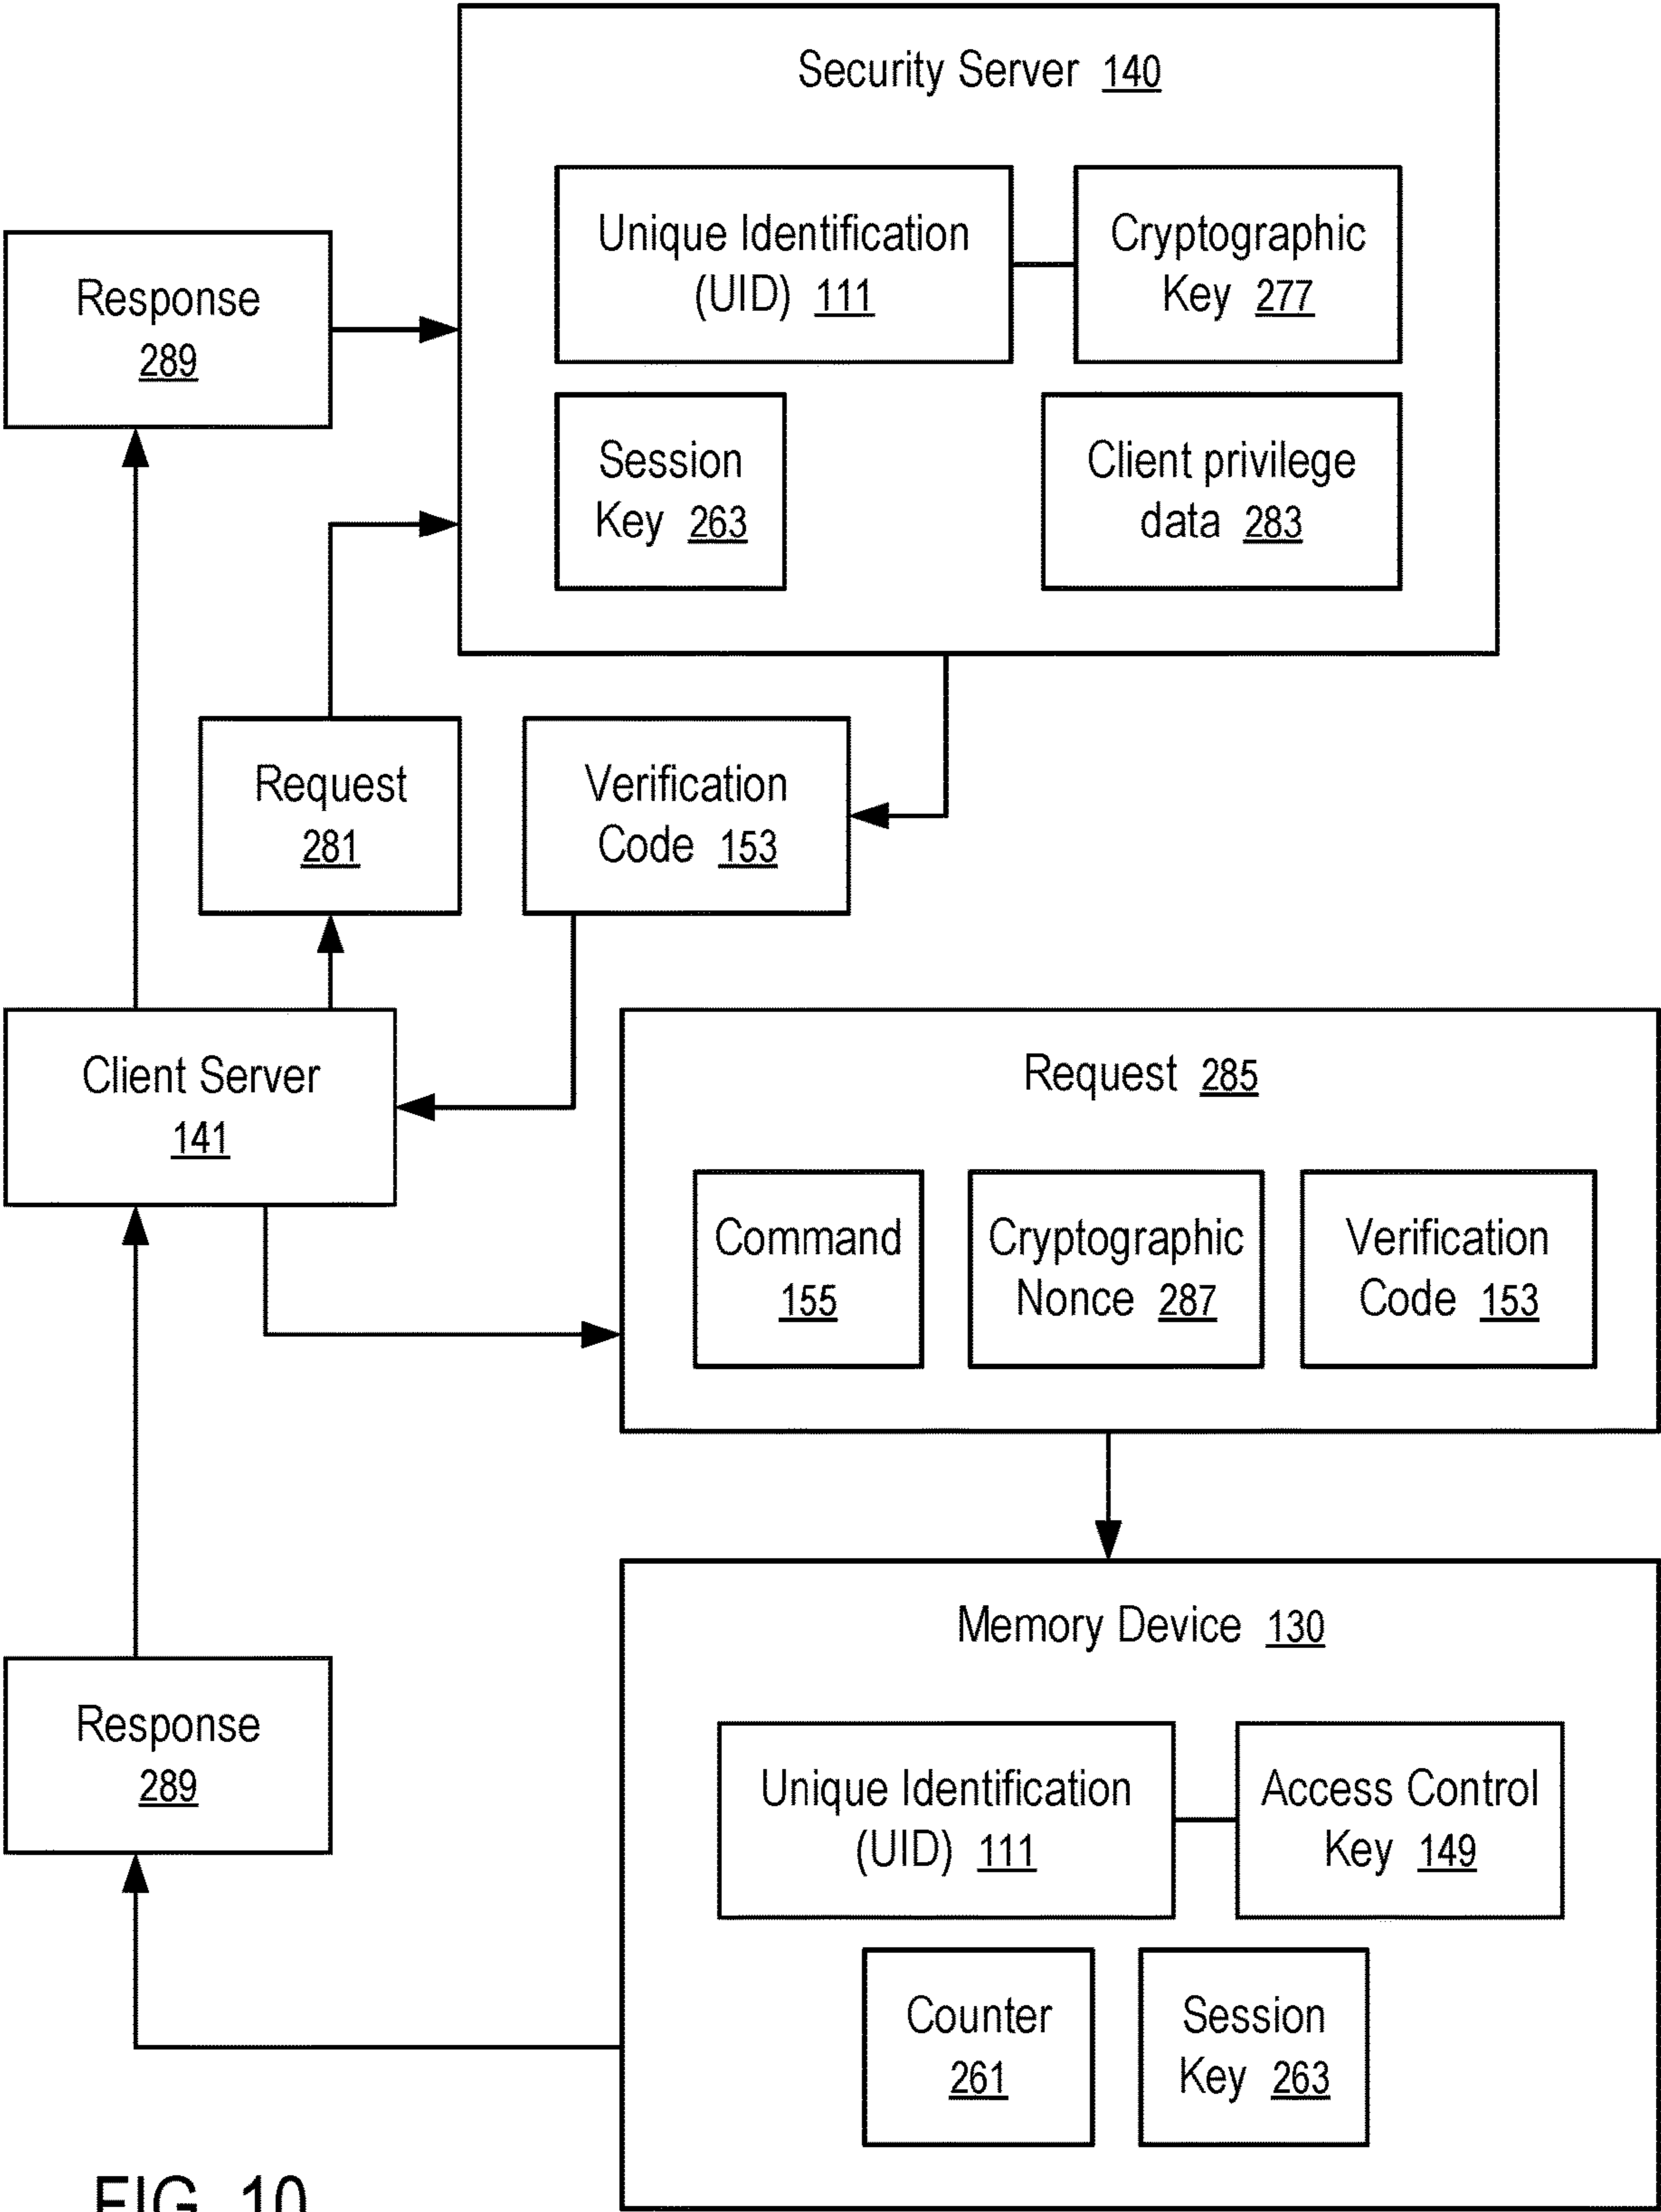 Security Server 140
Unique Identification
(UID) 111
Cryptographic
Key 277
Response
289
Session
Key 263
Client privilege
data 283
Request
281
Verification
Code 153
Client Server
141
Request 285
Command
155
Cryptographic
Nonce 287
Verification
Code 153
Memory Device 130
Response
289
Unique Identification
(UID) 111
Access Control
Key 149
Counter
261
Session
Key 263
FIG. 10